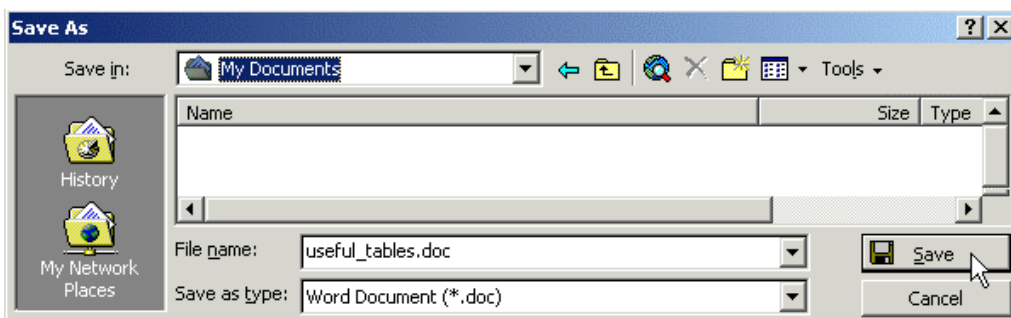 Save As
Save in:
My Documents
Tools
Name Size Type
History
My Network
Places
File name: useful_tables.doc
Save as type: Word Document (*.doc)
Save
Cancel